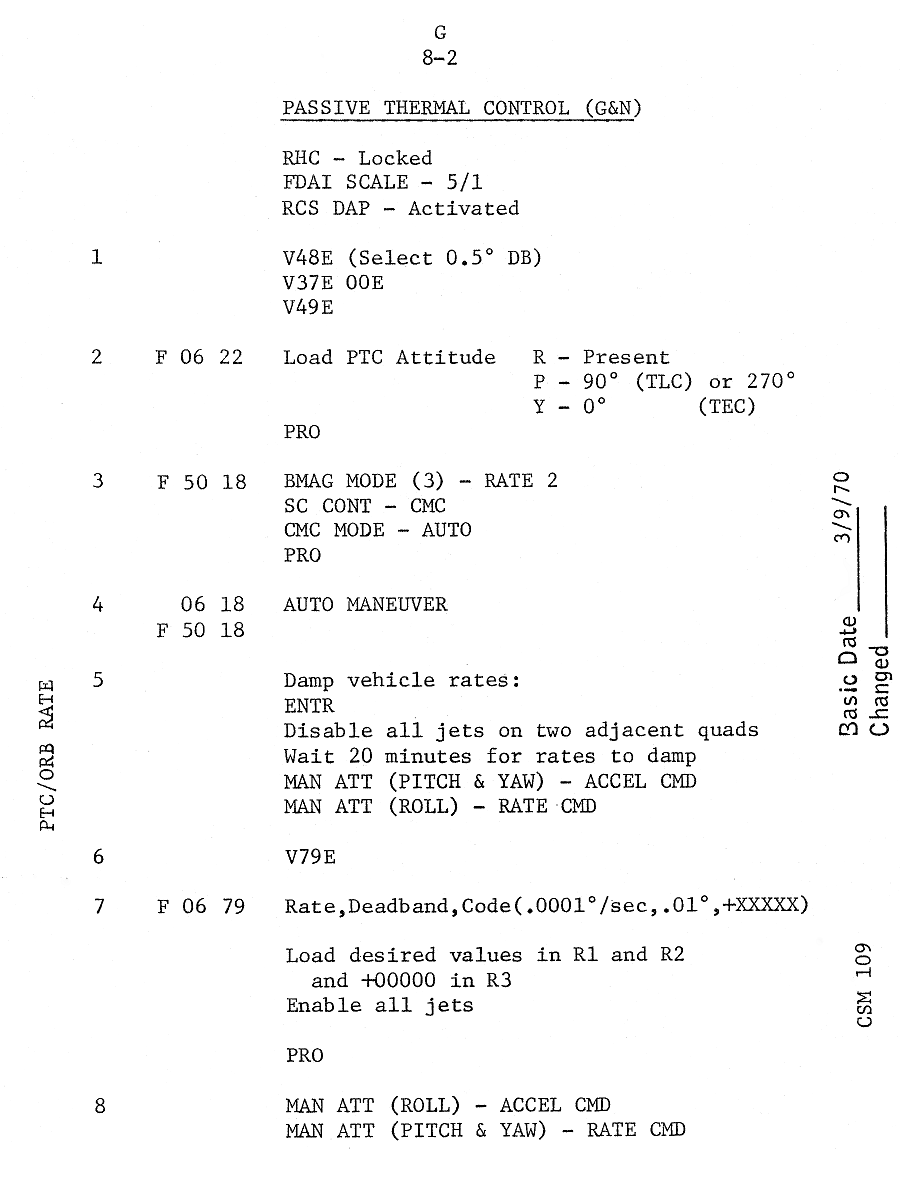 G
8-2
PASSIVE THERMAL CONTROL (G&N)
RHC - Locked
FDAI SCALE - 5/1
RCS DAP - Activated
1 V48E (Select 0.5° DB)
V37E 00E
V49E
2 F 06 22 Load PTC Attitude R - Present
P - 90° (TLC) or 270°
Y - 0° (TEC)
PRO
3 F 50 18 BMAG MODE (3) - RATE 2
SC CONT - CMC
CMC MODE - AUTO
PRO
4 06 18 AUTO MANEUVER
F 50 18
5 Damp vehicle rates:
ENTR
Disable all jets on two adjacent quads
Wait 20 minutes for rates to damp
MAN ATT (PITCH & YAW) - ACCEL CMD
MAN ATT (ROLL) - RATE CMD
6 V79E
7 F 06 79 Rate,Deadband,Code(.0001°/sec,.01°,+XXXXX)
Load desired values in R1 and R2
and +00000 in R3
Enable all jets
PRO
8 MAN ATT (ROLL) - ACCEL CMD
MAN ATT (PITCH & YAW) - RATE CMD
PTC/ORB RATE
Basic Date 3/9/70
Changed
CSM 109